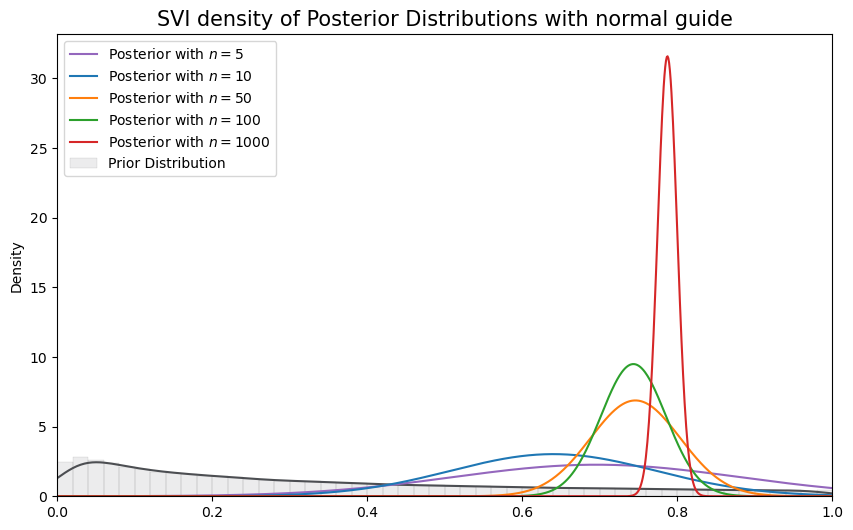 SVI density of Posterior Distributions with normal guide
Posterior with n = 5
Posterior with n = 10
Posterior with n = 50
Posterior with n = 100
Posterior with n = 1000
Prior Distribution
Density
30
25
20
15
10
5
0
0.0 0.2 0.4 0.6 0.8 1.0